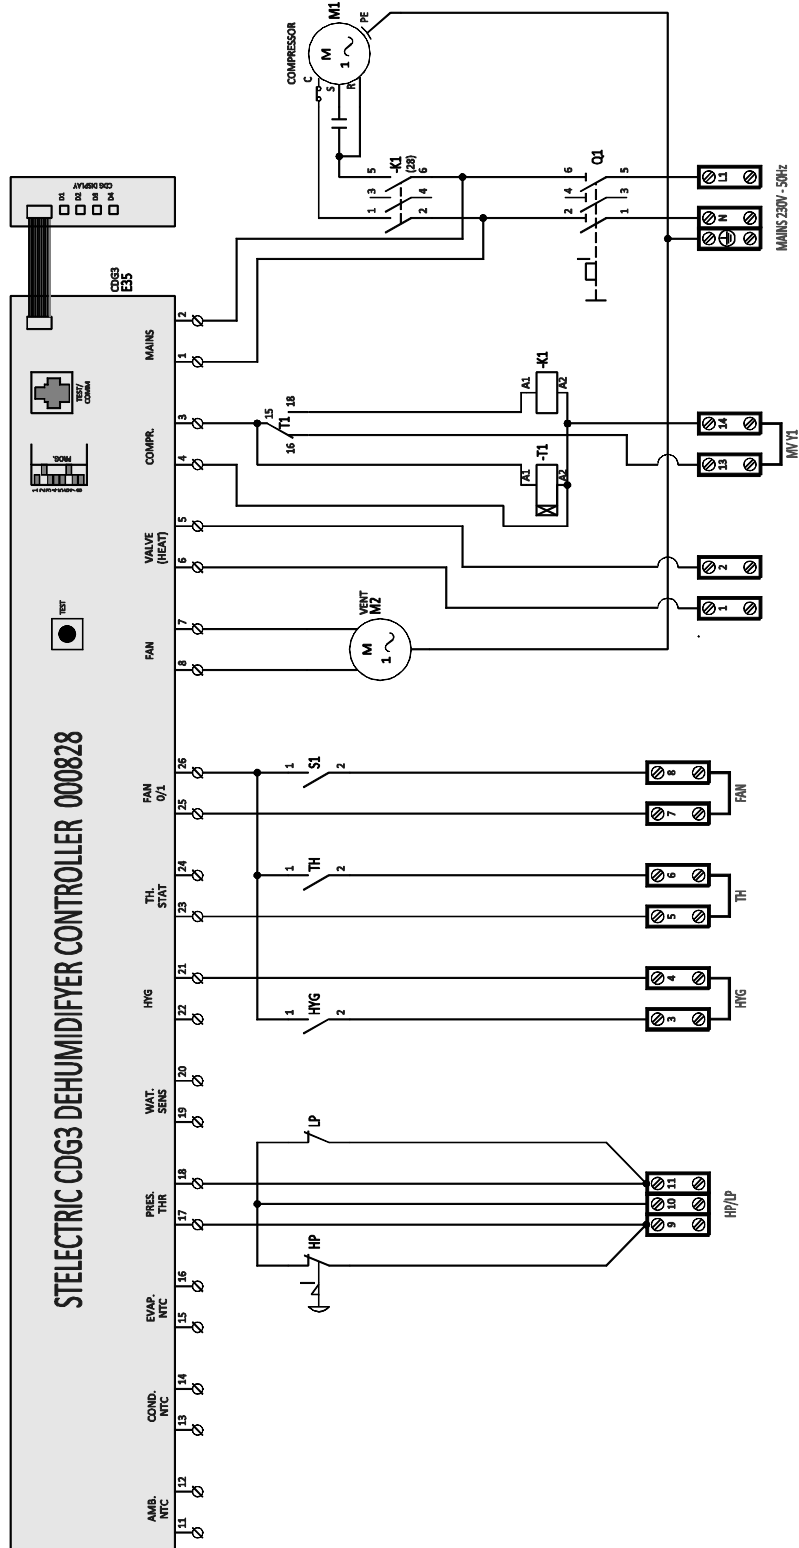 M1
PE
COMPRESSOR
M
1
C
S
R
CDG DISPLAY
D1
D2
D3
D4
5
-K1
(28)
6
3
4
1
2
6
Q1
5
4
3
2
1
L1
N
MAINS 230V - 50Hz
CDG3
E35
MAINS
2
1
TEST/
COMM
PROG.
COMPR.
3
4
15
18
T1
16
A1
-K1
A2
A1
-T1
A2
14
13
MV Y1
VALVE
(HEAT)
5
6
2
1
TEST
FAN
7
8
VENT
M2
M
1
STELECTRIC CDG3 DEHUMIDIFYER CONTROLLER 000828
FAN
0/1
26
25
1
S1
2
8
7
FAN
TH.
STAT
24
23
1
TH
2
6
5
TH
HYG
21
22
1
HYG
2
4
3
HYG
WAT.
SENS
20
19
LP
PRES.
THR
18
17
11
10
9
HP/LP
HP
EVAP.
NTC
16
15
COND.
NTC
14
13
AMB.
NTC
12
11